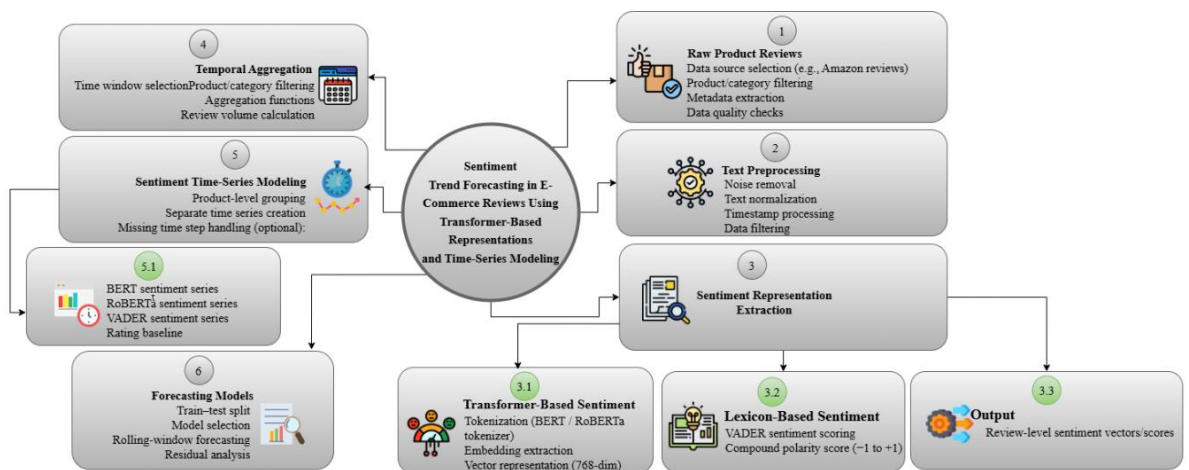 1
Raw Product Reviews
Data source selection (e.g., Amazon reviews)
Product/category filtering
Metadata extraction
Data quality checks
2
Text Preprocessing
Noise removal
Text normalization
Timestamp processing
Data filtering
3
Sentiment Representation
Extraction
3.1
Transformer-Based Sentiment
Tokenization (BERT / RoBERTa
tokenizer)
Embedding extraction
Vector representation (768-dim)
3.2
Lexicon-Based Sentiment
VADER sentiment scoring
Compound polarity score (−1 to +1)
3.3
Output
Review-level sentiment vectors/scores
4
Temporal Aggregation
Time window selectionProduct/category filtering
Aggregation functions
Review volume calculation
5
Sentiment Time-Series Modeling
Product-level grouping
Separate time series creation
Missing time step handling (optional):
5.1
BERT sentiment series
RoBERTa sentiment series
VADER sentiment series
Rating baseline
6
Forecasting Models
Train–test split
Model selection
Rolling-window forecasting
Residual analysis
Sentiment
Trend Forecasting in E-
Commerce Reviews Using
Transformer-Based
Representations
and Time-Series Modeling